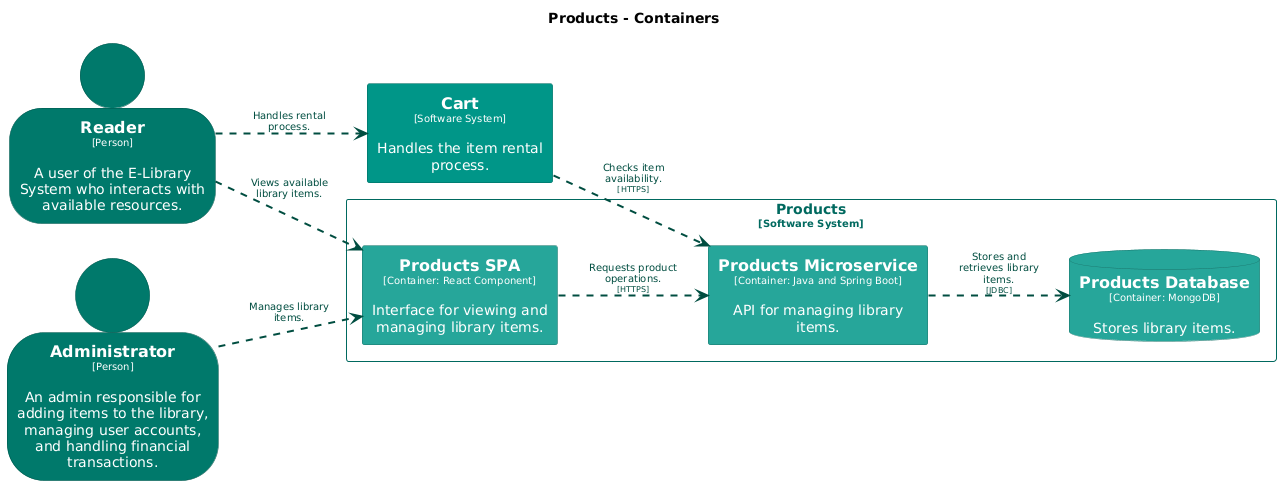 Products - Containers
Reader
[Person]
A user of the E-Library
System who interacts with
available resources.
Handles rental
process.
Cart
[Software System]
Handles the item rental
process.
Views available
library items.
Checks item
availability.
[HTTPS]
Products
[Software System]
Products SPA
[Container: React Component]
Interface for viewing and
managing library items.
Requests product
operations.
[HTTPS]
Products Microservice
[Container: Java and Spring Boot]
API for managing library
items.
Stores and
retrieves library
items.
[JDBC]
Products Database
[Container: MongoDB]
Stores library items.
Administrator
[Person]
An admin responsible for
adding items to the library,
managing user accounts,
and handling financial
transactions.
Manages library
items.